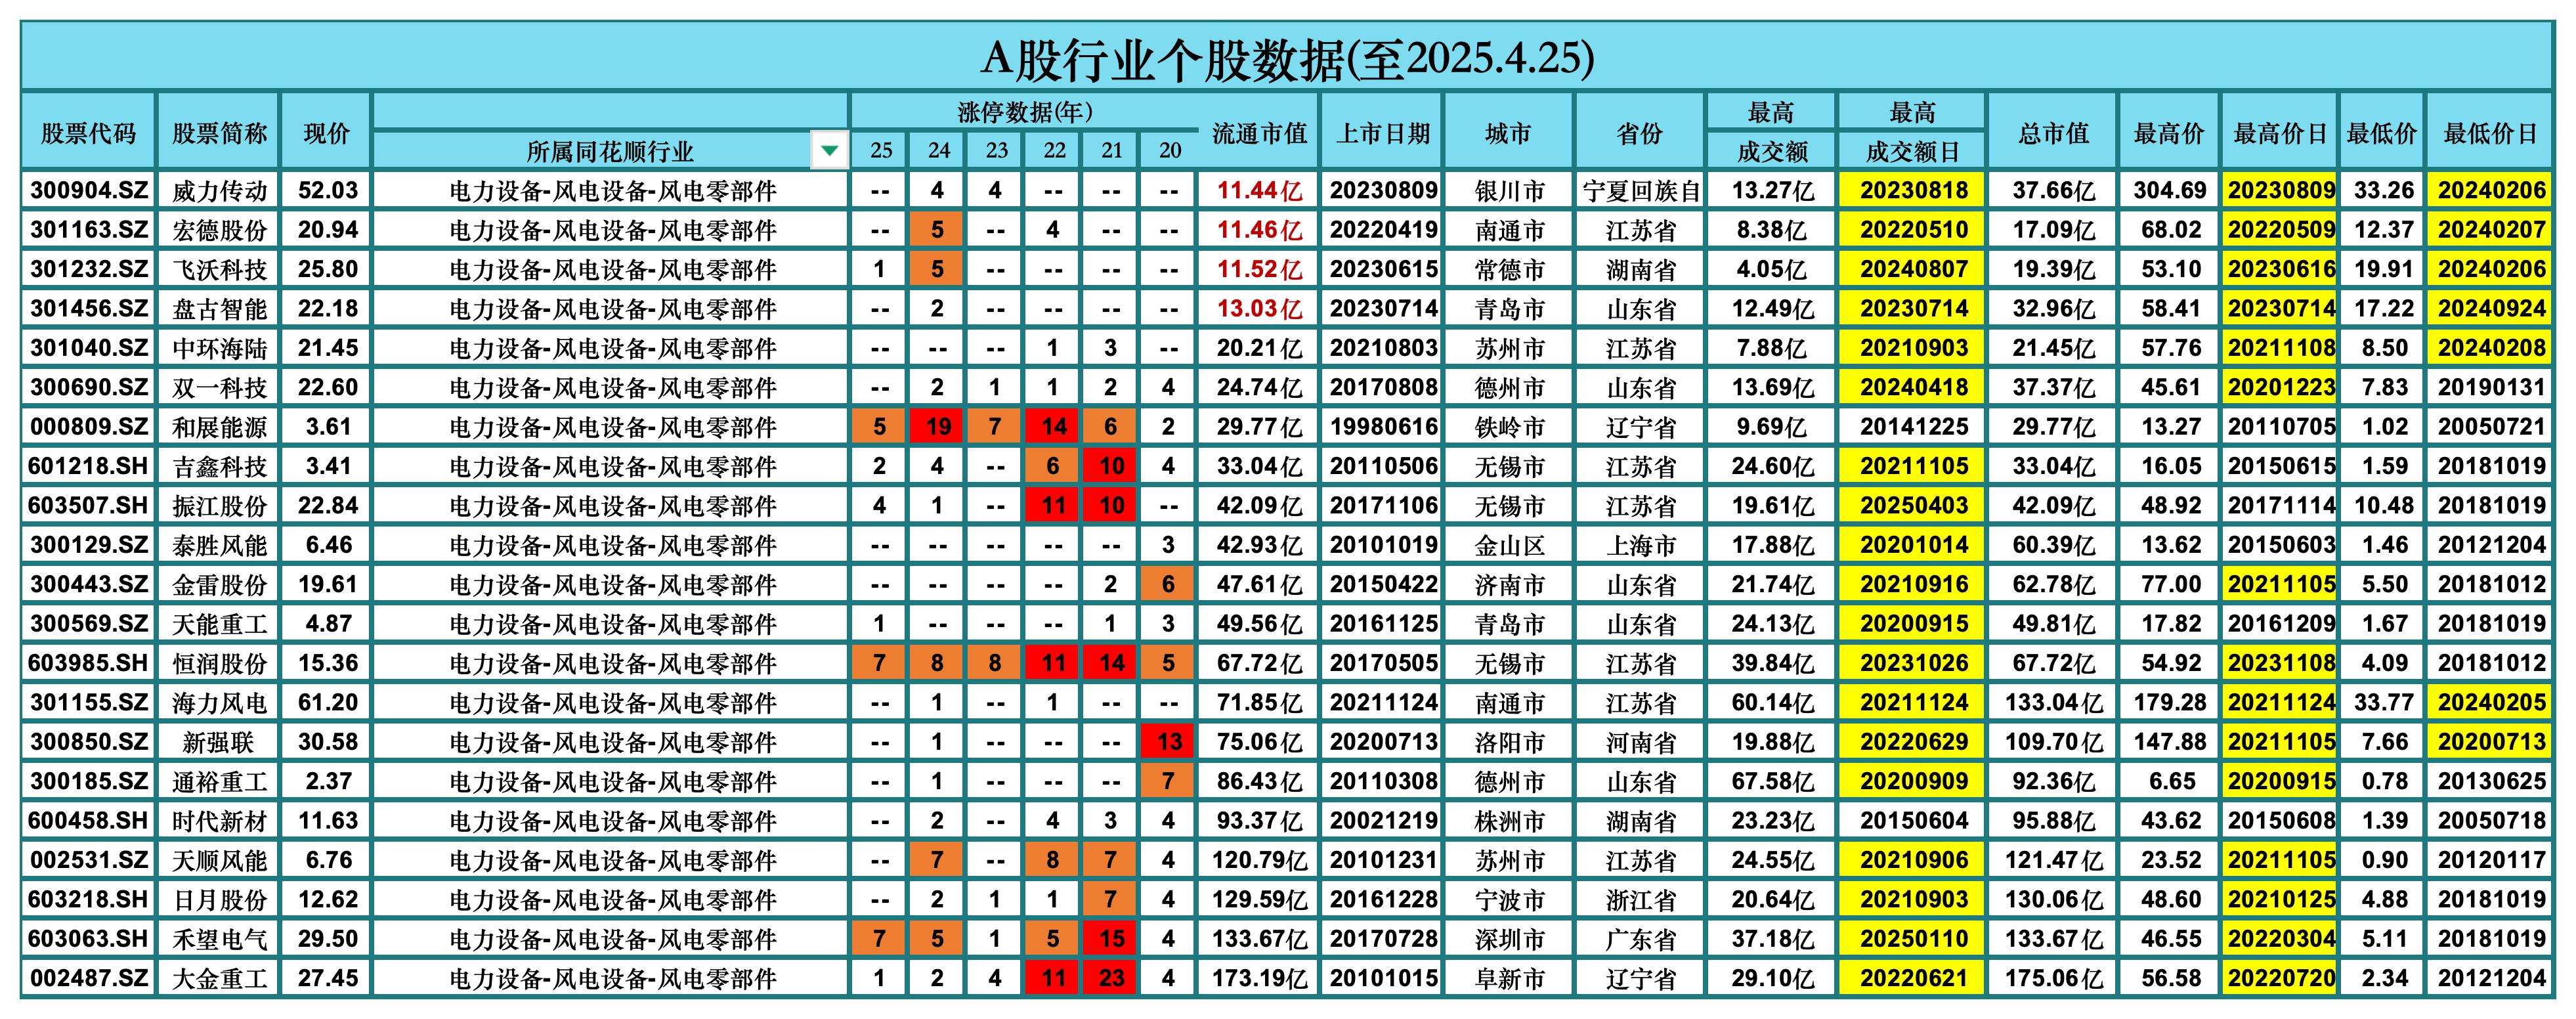 A股行业个股数据(至2025.4.25)
股票代码 股票简称 现价 所属同花顺行业 涨停数据(年) 25 24 23 22 21 20 流通市值 上市日期 城市 省份 最高成交额 最高成交额日 总市值 最高价 最高价日 最低价 最低价日
300904.SZ 威力传动 52.03 电力设备-风电设备-风电零部件 -- 4 4 -- -- -- 11.44亿 20230809 银川市 宁夏回族自 13.27亿 20230818 37.66亿 304.69 20230809 33.26 20240206
301163.SZ 宏德股份 20.94 电力设备-风电设备-风电零部件 -- 5 -- 4 -- -- 11.46亿 20220419 南通市 江苏省 8.38亿 20220510 17.09亿 68.02 20220509 12.37 20240207
301232.SZ 飞沃科技 25.80 电力设备-风电设备-风电零部件 1 5 -- -- -- -- 11.52亿 20230615 常德市 湖南省 4.05亿 20240807 19.39亿 53.10 20230616 19.91 20240206
301456.SZ 盘古智能 22.18 电力设备-风电设备-风电零部件 -- 2 -- -- -- -- 13.03亿 20230714 青岛市 山东省 12.49亿 20230714 32.96亿 58.41 20230714 17.22 20240924
301040.SZ 中环海陆 21.45 电力设备-风电设备-风电零部件 -- -- -- 1 3 -- 20.21亿 20210803 苏州市 江苏省 7.88亿 20210903 21.45亿 57.76 20211108 8.50 20240208
300690.SZ 双一科技 22.60 电力设备-风电设备-风电零部件 -- 2 1 1 2 4 24.74亿 20170808 德州市 山东省 13.69亿 20240418 37.37亿 45.61 20201223 7.83 20190131
000809.SZ 和展能源 3.61 电力设备-风电设备-风电零部件 5 19 7 14 6 2 29.77亿 19980616 铁岭市 辽宁省 9.69亿 20141225 29.77亿 13.27 20110705 1.02 20050721
601218.SH 吉鑫科技 3.41 电力设备-风电设备-风电零部件 2 4 -- 6 10 4 33.04亿 20110506 无锡市 江苏省 24.60亿 20211105 33.04亿 16.05 20150615 1.59 20181019
603507.SH 振江股份 22.84 电力设备-风电设备-风电零部件 4 1 -- 11 10 -- 42.09亿 20171106 无锡市 江苏省 19.61亿 20250403 42.09亿 48.92 20171114 10.48 20181019
300129.SZ 泰胜风能 6.46 电力设备-风电设备-风电零部件 -- -- -- -- -- 3 42.93亿 20101019 金山区 上海市 17.88亿 20201014 60.39亿 13.62 20150603 1.46 20121204
300443.SZ 金雷股份 19.61 电力设备-风电设备-风电零部件 -- -- -- -- 2 6 47.61亿 20150422 济南市 山东省 21.74亿 20210916 62.78亿 77.00 20211105 5.50 20181012
300569.SZ 天能重工 4.87 电力设备-风电设备-风电零部件 1 -- -- -- 1 3 49.56亿 20161125 青岛市 山东省 24.13亿 20200915 49.81亿 17.82 20161209 1.67 20181019
603985.SH 恒润股份 15.36 电力设备-风电设备-风电零部件 7 8 8 11 14 5 67.72亿 20170505 无锡市 江苏省 39.84亿 20231026 67.72亿 54.92 20231108 4.09 20181012
301155.SZ 海力风电 61.20 电力设备-风电设备-风电零部件 -- 1 -- 1 -- -- 71.85亿 20211124 南通市 江苏省 60.14亿 20211124 133.04亿 179.28 20211124 33.77 20240205
300850.SZ 新强联 30.58 电力设备-风电设备-风电零部件 -- 1 -- -- -- 13 75.06亿 20200713 洛阳市 河南省 19.88亿 20220629 109.70亿 147.88 20211105 7.66 20200713
300185.SZ 通裕重工 2.37 电力设备-风电设备-风电零部件 -- 1 -- -- -- 7 86.43亿 20110308 德州市 山东省 67.58亿 20200909 92.36亿 6.65 20200915 0.78 20130625
600458.SH 时代新材 11.63 电力设备-风电设备-风电零部件 -- 2 -- 4 3 4 93.37亿 20021219 株洲市 湖南省 23.23亿 20150604 95.88亿 43.62 20150608 1.39 20050718
002531.SZ 天顺风能 6.76 电力设备-风电设备-风电零部件 -- 7 -- 8 7 4 120.79亿 20101231 苏州市 江苏省 24.55亿 20210906 121.47亿 23.52 20211105 0.90 20120117
603218.SH 日月股份 12.62 电力设备-风电设备-风电零部件 -- 2 1 1 7 4 129.59亿 20161228 宁波市 浙江省 20.64亿 20210903 130.06亿 48.60 20210125 4.88 20181019
603063.SH 禾望电气 29.50 电力设备-风电设备-风电零部件 7 5 1 5 15 4 133.67亿 20170728 深圳市 广东省 37.18亿 20250110 133.67亿 46.55 20220304 5.11 20181019
002487.SZ 大金重工 27.45 电力设备-风电设备-风电零部件 1 2 4 11 23 4 173.19亿 20101015 阜新市 辽宁省 29.10亿 20220621 175.06亿 56.58 20220720 2.34 20121204